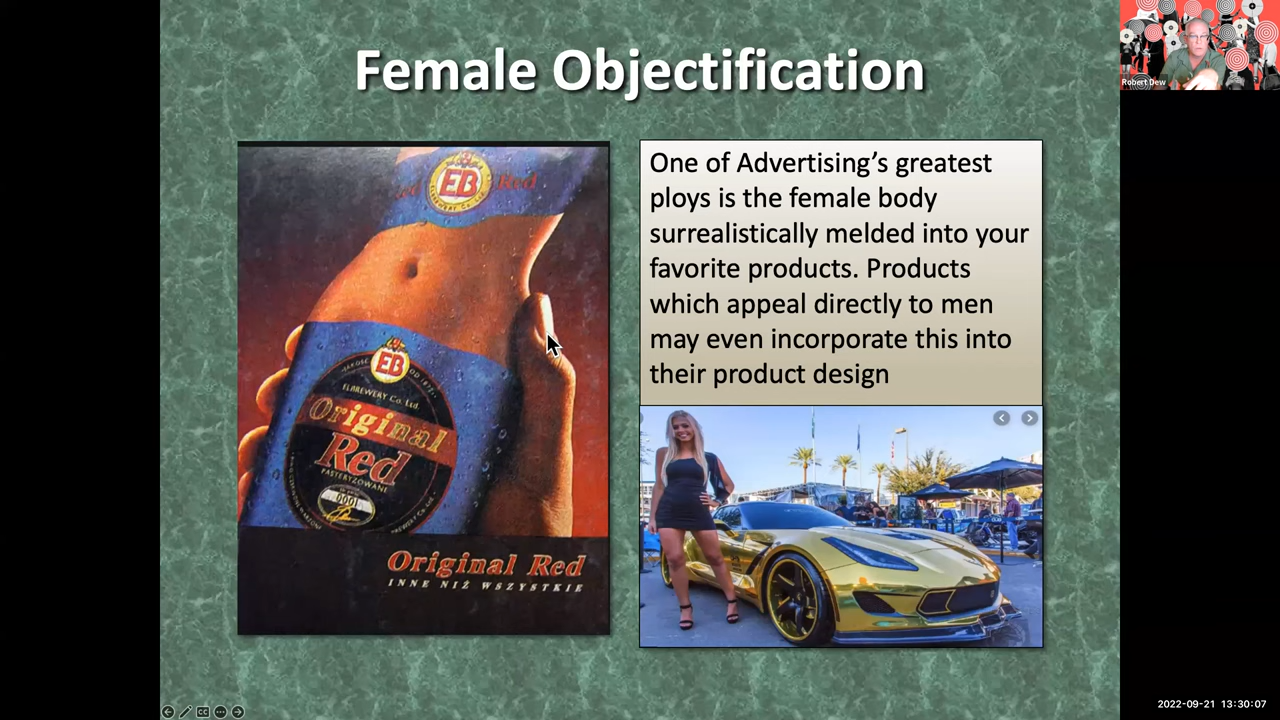 Female Objectification
Robert Dew
EB
Red
One of Advertising’s greatest
ploys is the female body
surrealistically melded into your
favorite products. Products
which appeal directly to men
may even incorporate this into
their product design
EB
ELBREWERY Co. Ltd.
Original
Red
PASTERYZOWANE
Original Red
INNE NIŻ WSZYSTKIE
CC
2022-09-21 13:30:07